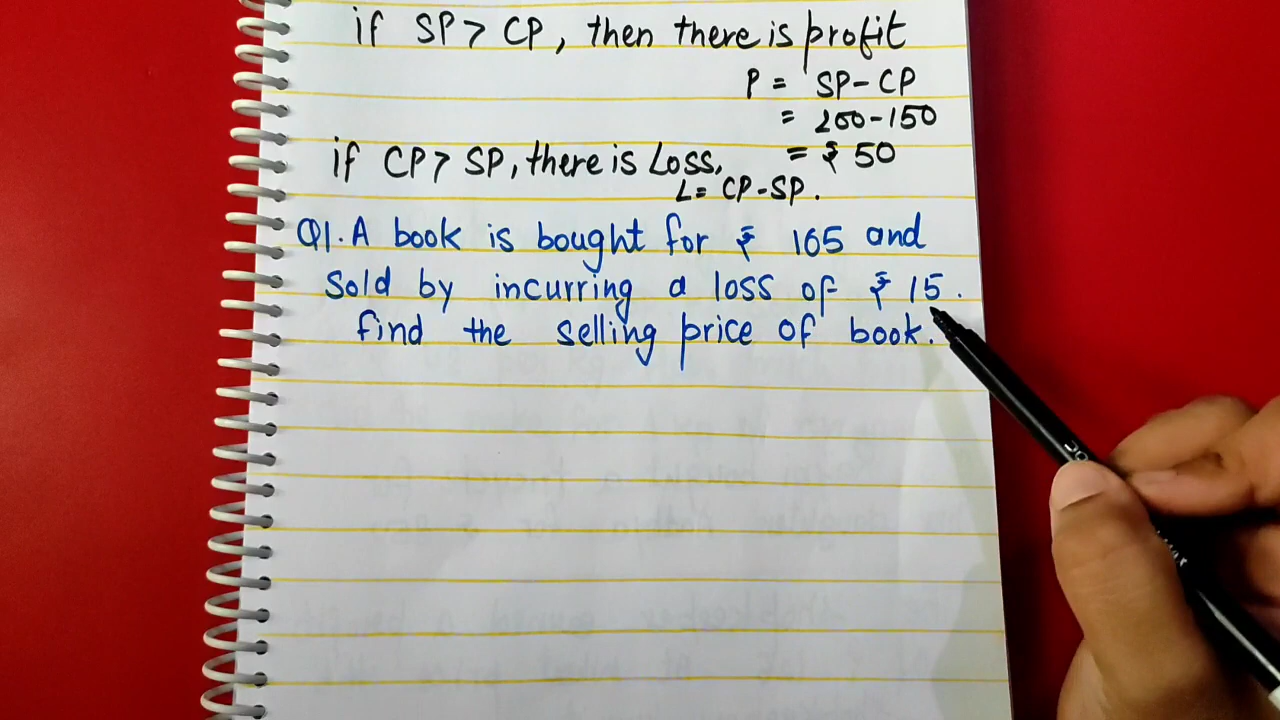 if SP > CP, then there is profit
P = SP - CP
= 200 - 150
= ₹ 50
if CP > SP, there is Loss,
L = CP - SP.
Q1. A book is bought for ₹ 165 and
Sold by incurring a loss of ₹ 15.
find the selling price of book.